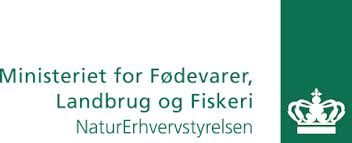 Ministeriet for Fødevarer,
Landbrug og Fiskeri
NaturErhvervstyrelsen